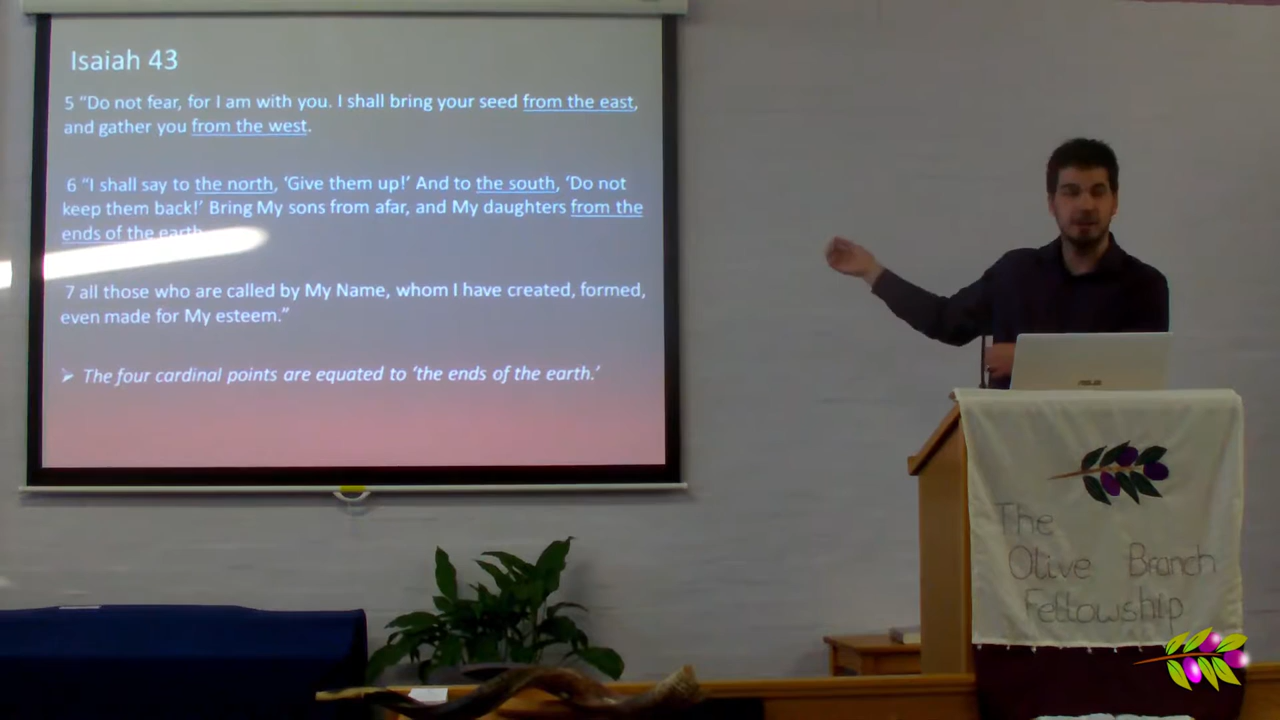 Isaiah 43
5 “Do not fear, for I am with you. I shall bring your seed from the east,
and gather you from the west.
6 “I shall say to the north, ‘Give them up!’ And to the south, ‘Do not
keep them back!’ Bring My sons from afar, and My daughters from the
ends of the earth
7 all those who are called by My Name, whom I have created, formed,
even made for My esteem.”
➢ The four cardinal points are equated to ‘the ends of the earth.’
ASUS
The
Olive Branch
Fellowship